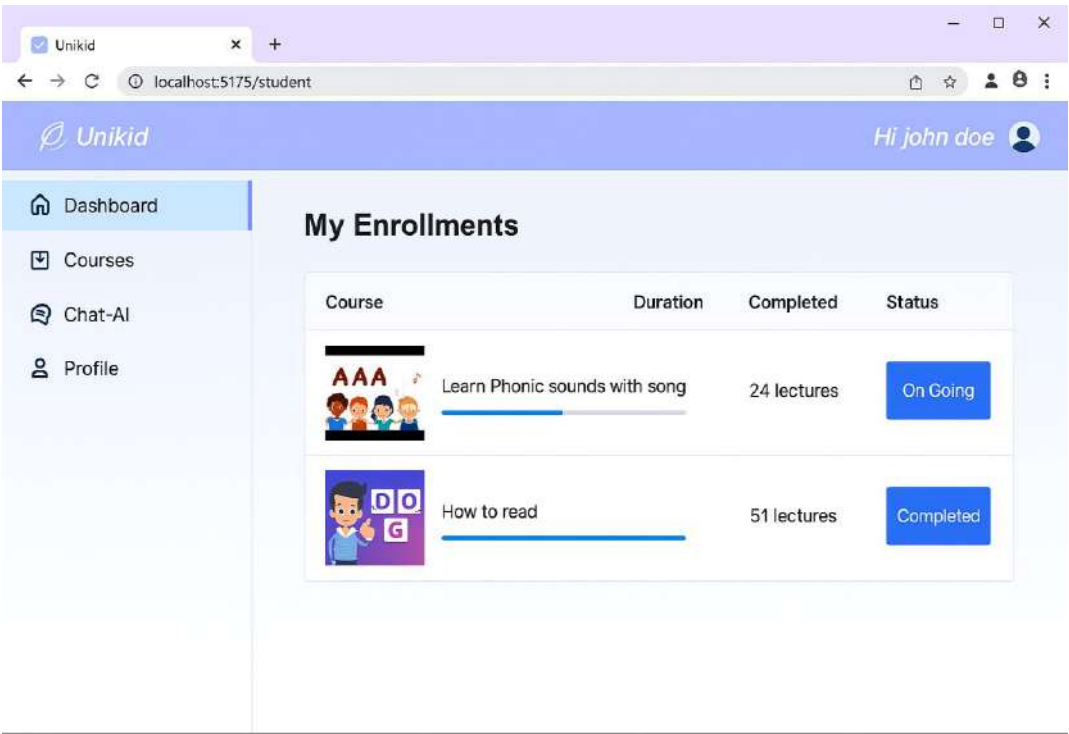 Unikid
localhost:5175/student
Unikid
Hi john doe
Dashboard
Courses
Chat-AI
Profile
My Enrollments
Course Duration Completed Status
AAA
Learn Phonic sounds with song 24 lectures On Going
DO
G
How to read 51 lectures Completed